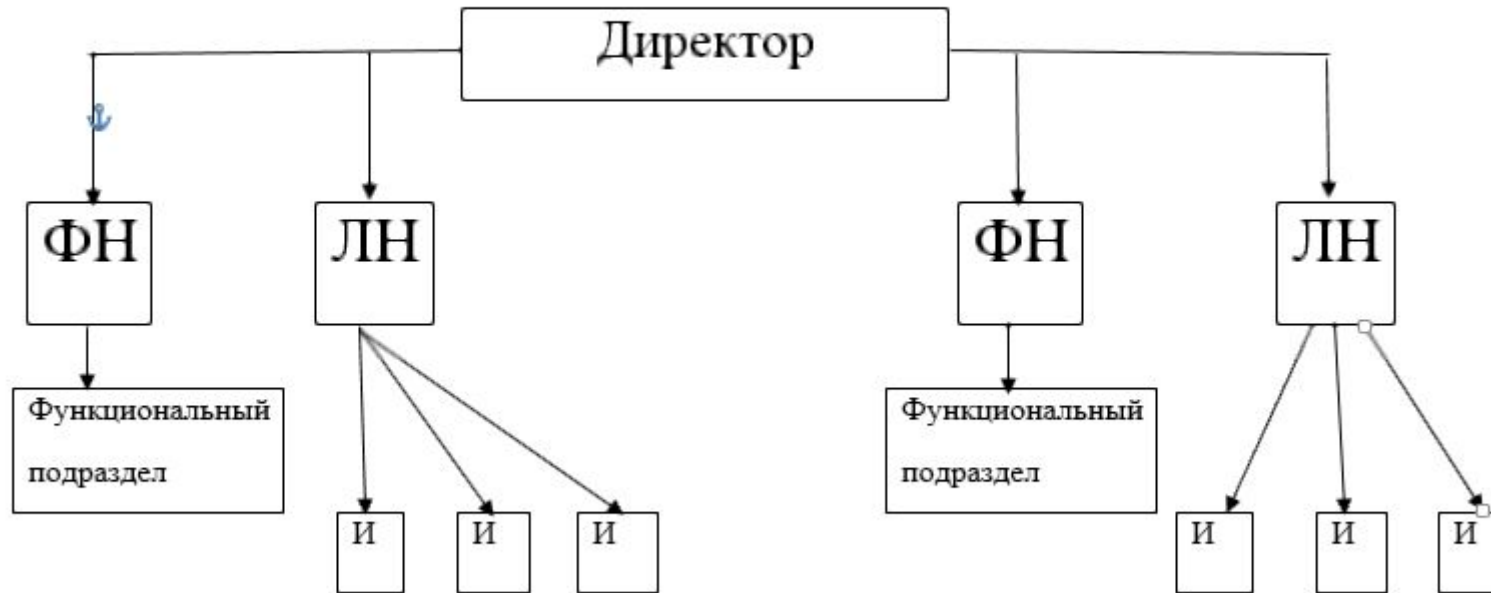 Директор
ФН
ЛН
ФН
ЛН
Функциональный
подраздел
Функциональный
подраздел
И
И
И
И
И
И